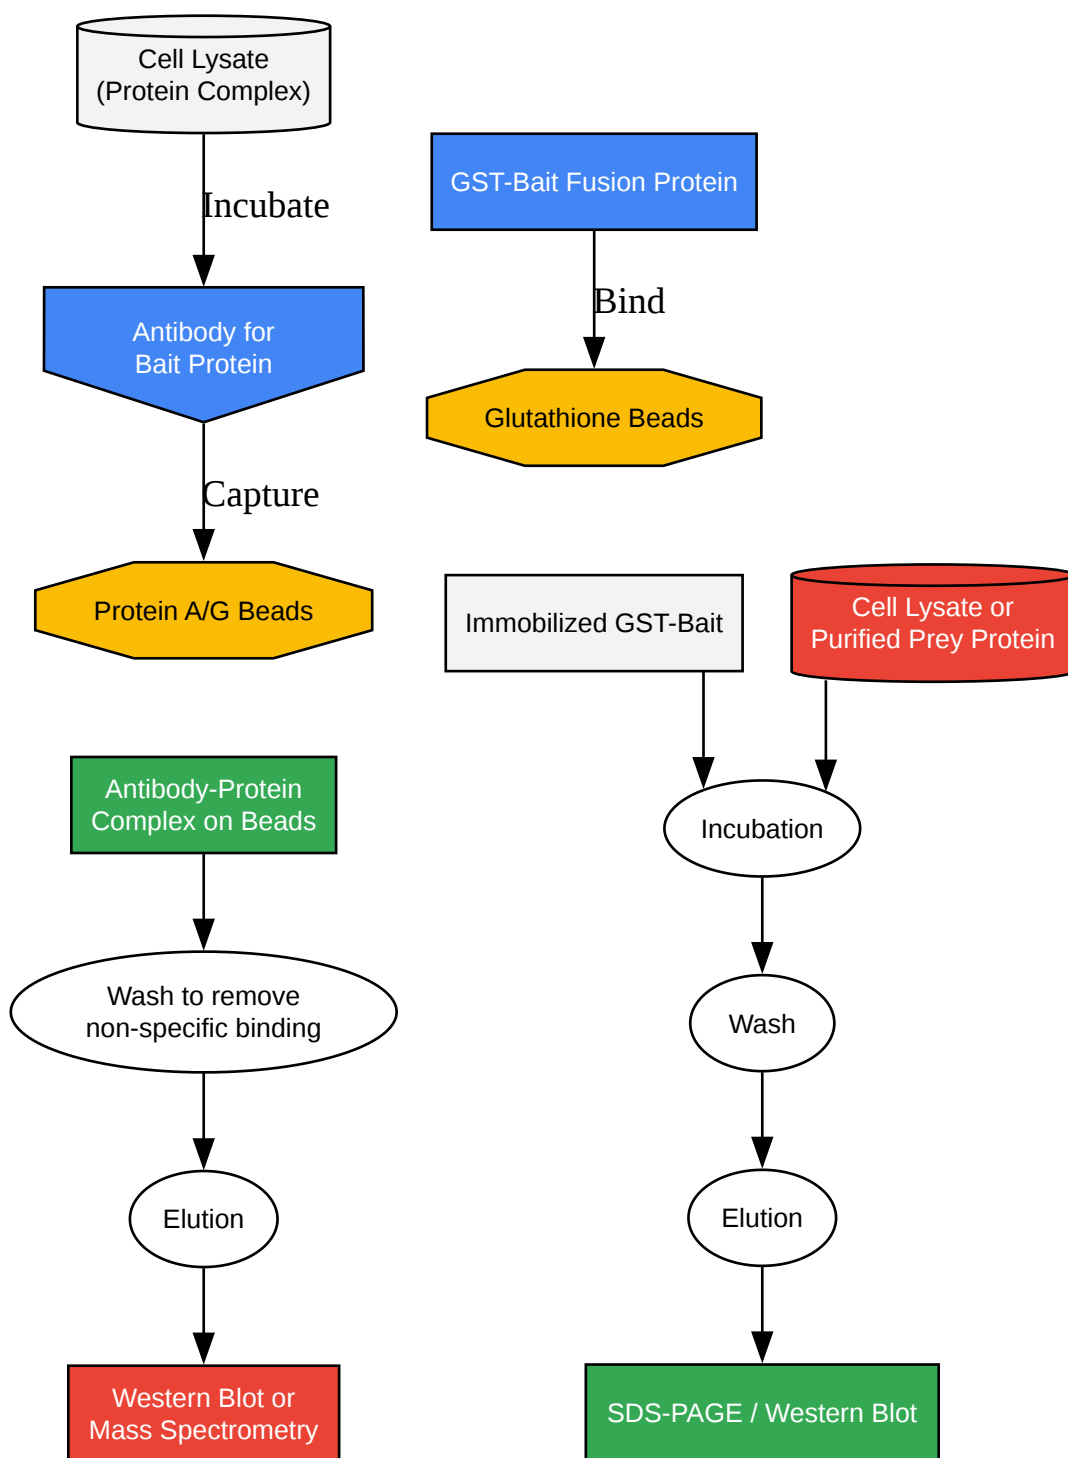 Cell Lysate
(Protein Complex)
Incubate
Antibody for
Bait Protein
Capture
Protein A/G Beads
Antibody-Protein
Complex on Beads
Wash to remove
non-specific binding
Elution
Western Blot or
Mass Spectrometry
GST-Bait Fusion Protein
Bind
Glutathione Beads
Immobilized GST-Bait
Cell Lysate or
Purified Prey Protein
Incubation
Wash
Elution
SDS-PAGE / Western Blot